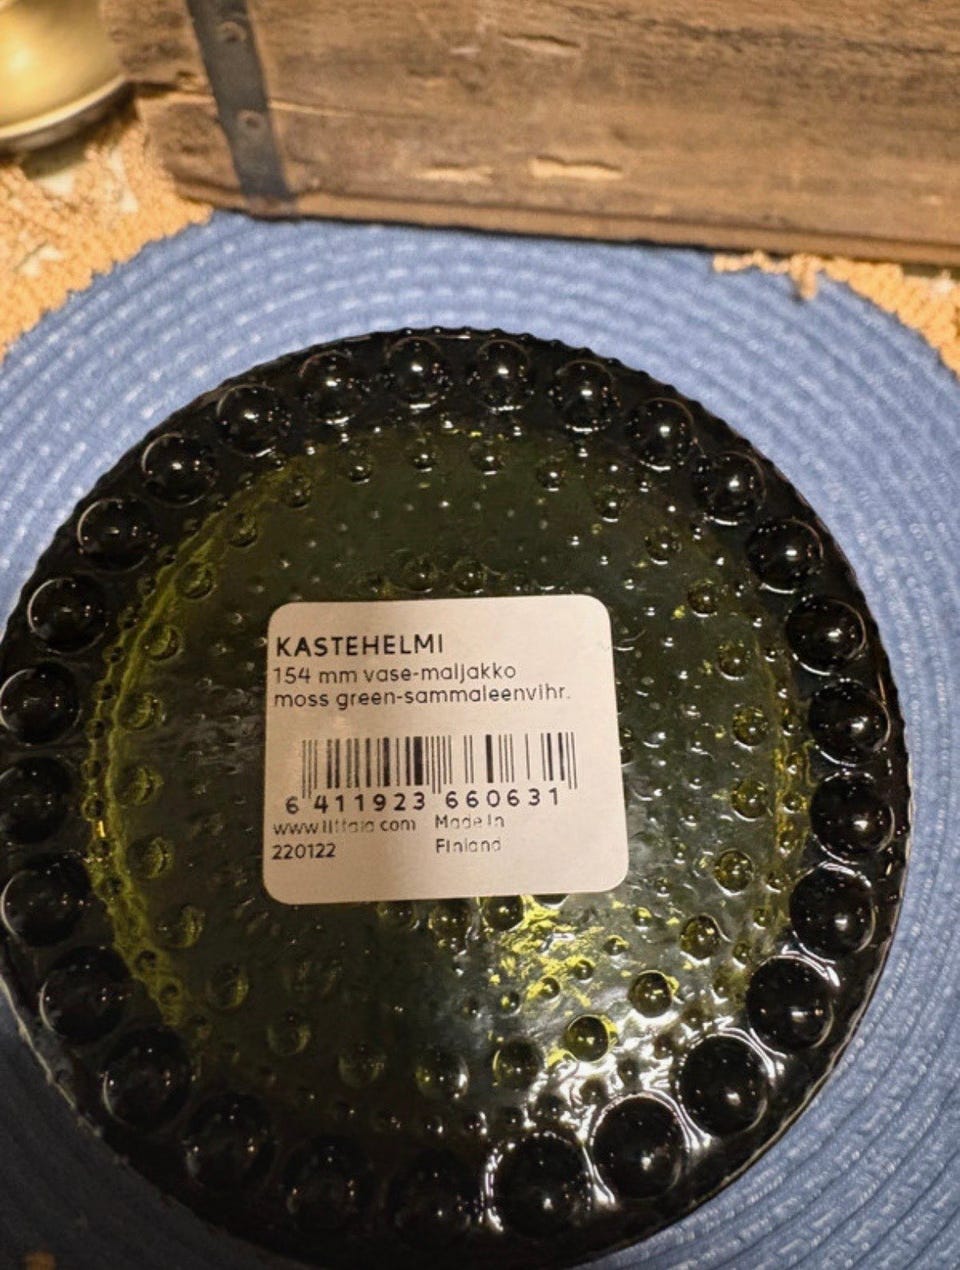 KASTEHELMI
154 mm vase-maljakko
moss green-sammaleenvihr.
6 411923 660631
www.iittala.com Made in
220122 Finland